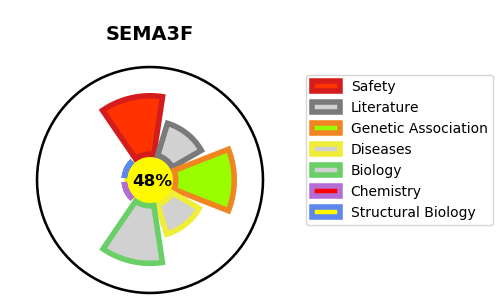 SEMA3F
48%
Safety
Literature
Genetic Association
Diseases
Biology
Chemistry
Structural Biology